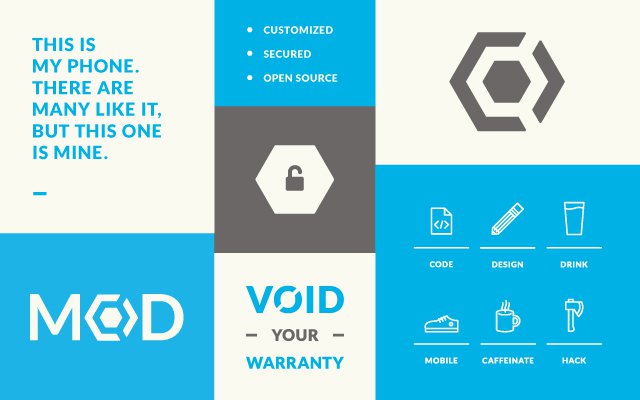 THIS IS
MY PHONE.
THERE ARE
MANY LIKE IT,
BUT THIS ONE
IS MINE.
–
MOD
• CUSTOMIZED
• SECURED
• OPEN SOURCE
VOID
– YOUR –
WARRANTY
</>
CODE
DESIGN
DRINK
MOBILE
CAFFEINATE
HACK